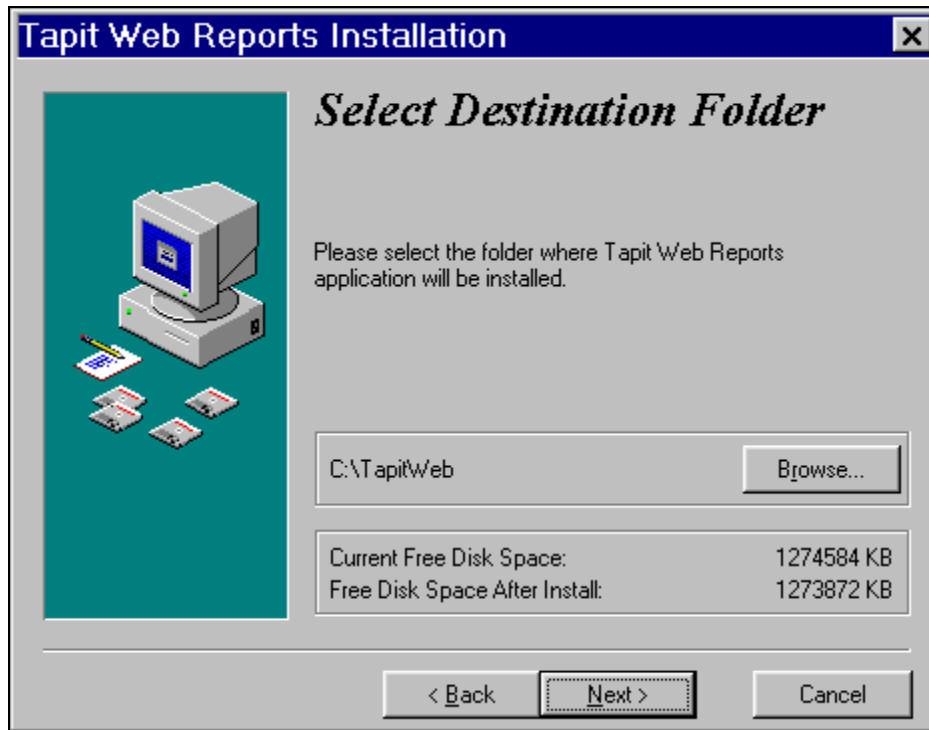 Tapit Web Reports Installation
Select Destination Folder
Please select the folder where Tapit Web Reports
application will be installed.
C:\TapitWeb
Browse...
Current Free Disk Space: 1274584 KB
Free Disk Space After Install: 1273872 KB
< Back Next > Cancel